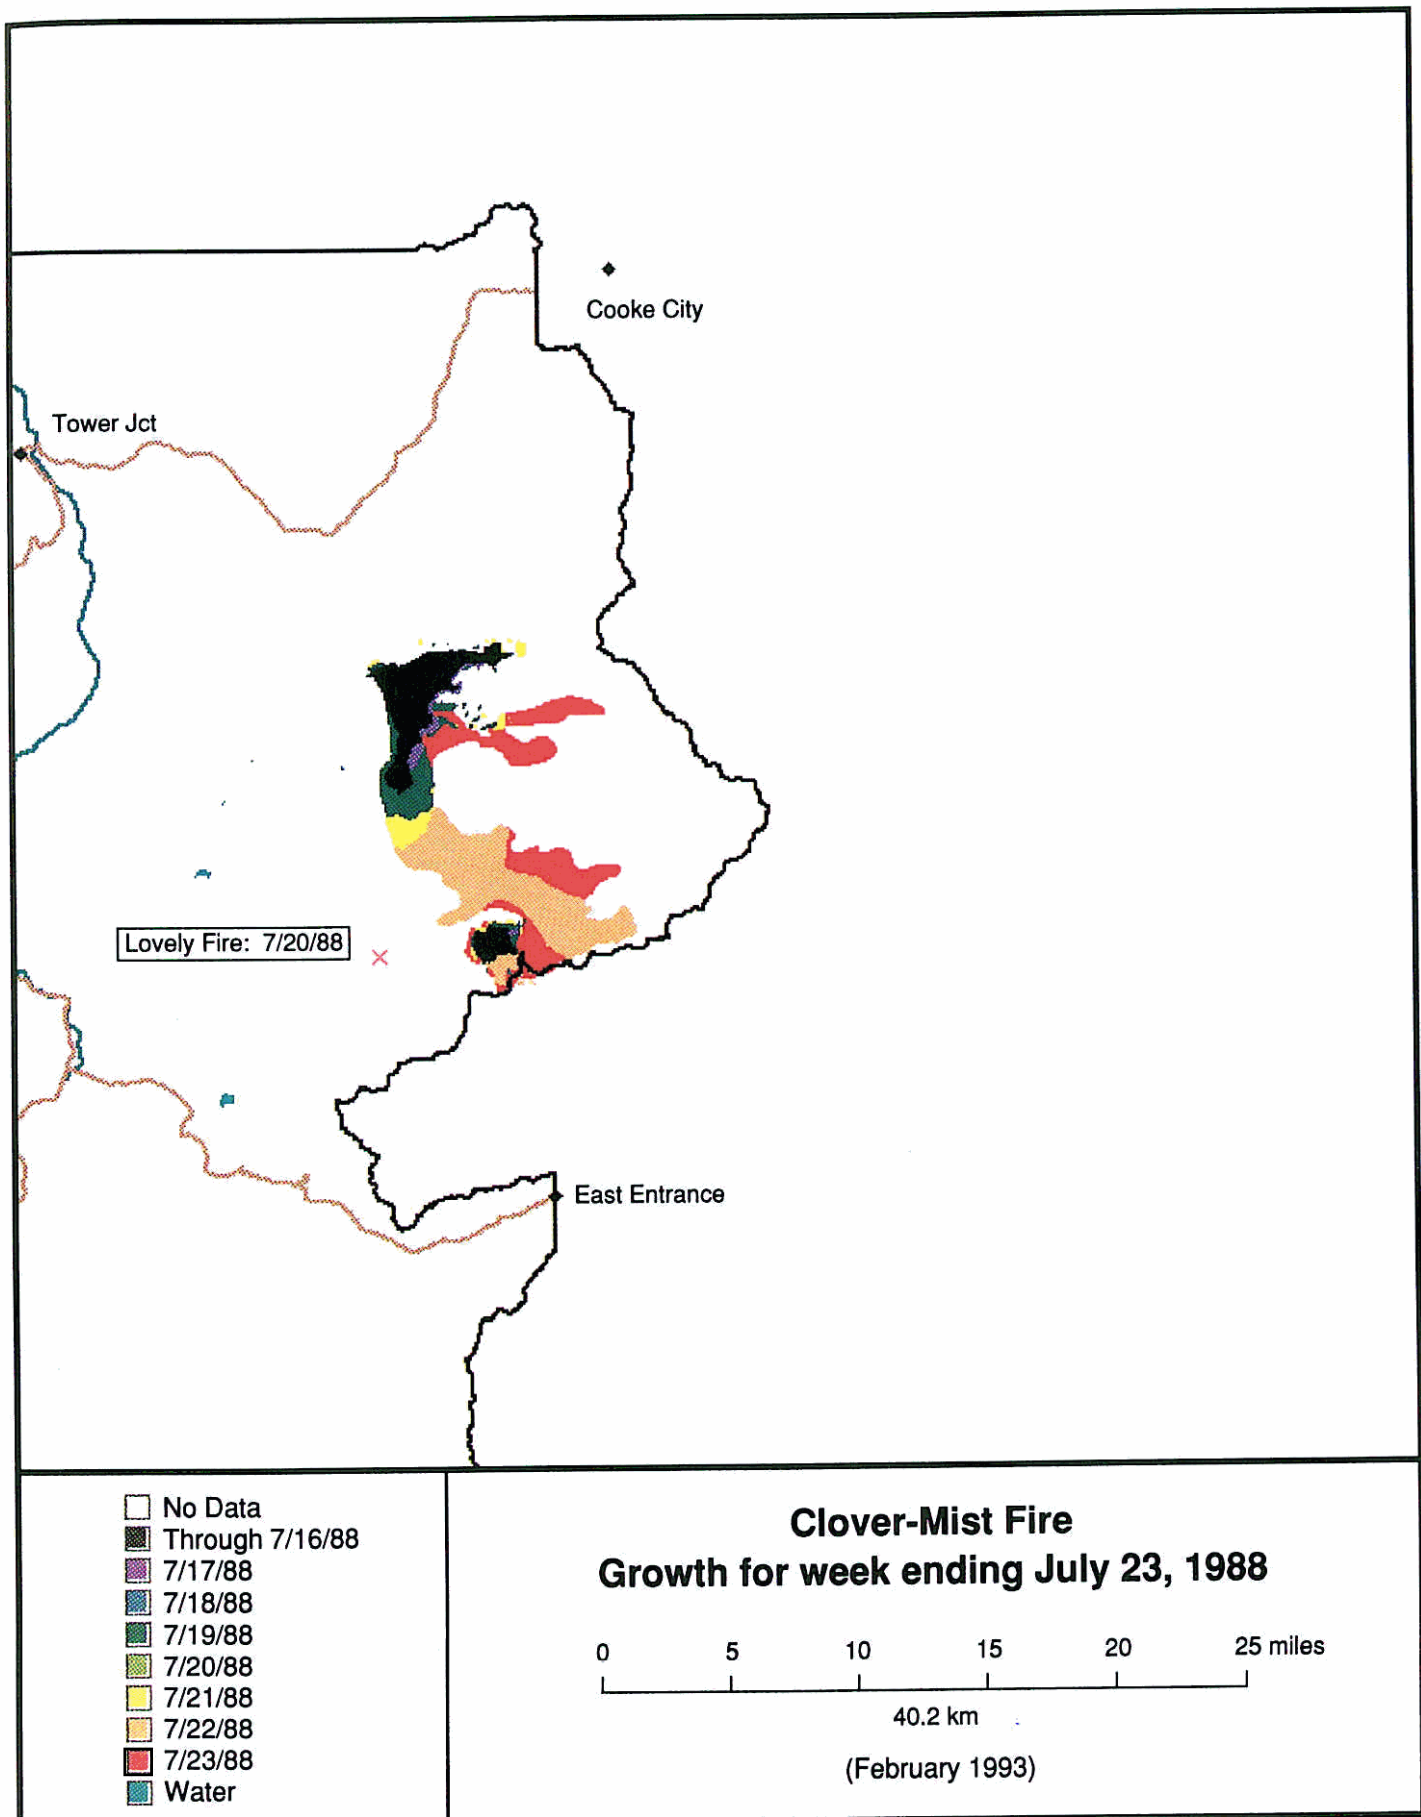 Cooke City
Tower Jct
Lovely Fire: 7/20/88
East Entrance
No Data
Through 7/16/88
7/17/88
7/18/88
7/19/88
7/20/88
7/21/88
7/22/88
7/23/88
Water
Clover-Mist Fire
Growth for week ending July 23, 1988
0 5 10 15 20 25 miles
40.2 km
(February 1993)